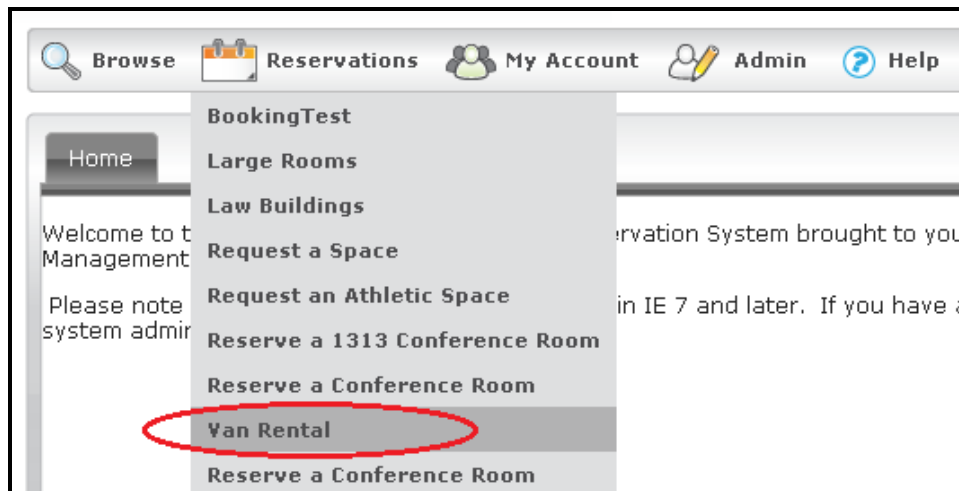 Browse Reservations My Account Admin Help
BookingTest
Home
Large Rooms
Law Buildings
Welcome to t ervation System brought to you
Request a Space
Management
Request an Athletic Space
Please note in IE 7 and later. If you have a
system admin
Reserve a 1313 Conference Room
Reserve a Conference Room
Van Rental
Reserve a Conference Room